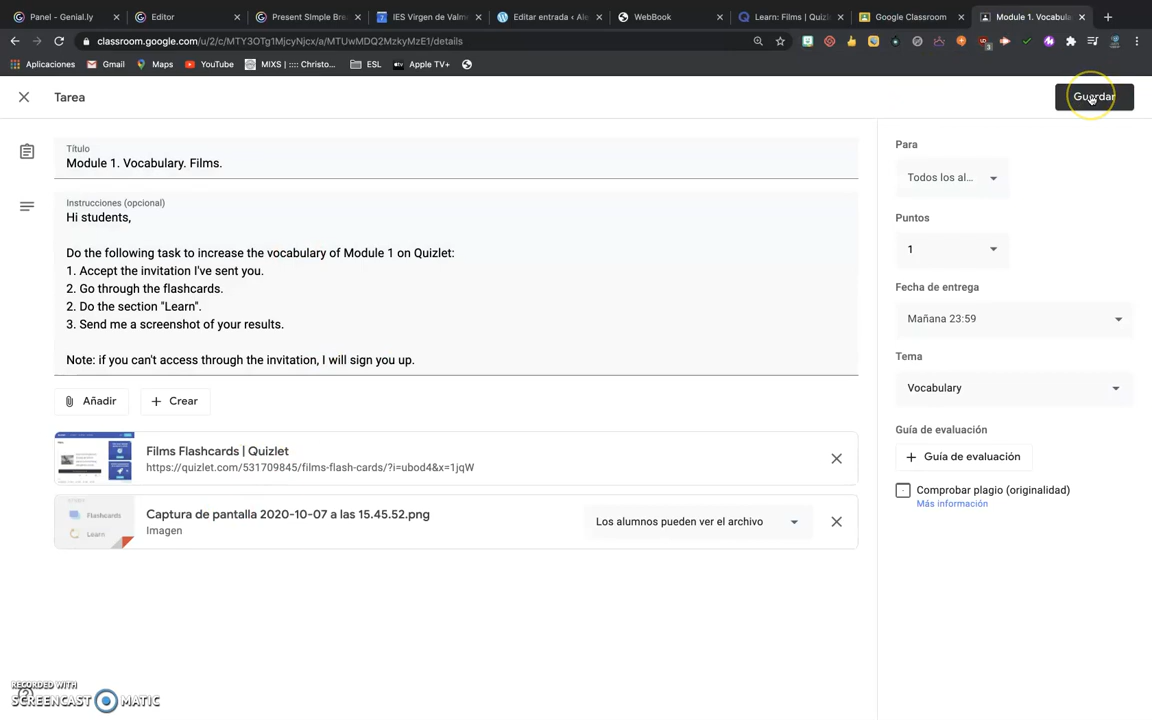 Panel - Genial.ly
Editor
Present Simple Bre
IES Virgen de Valm
Editar entrada ‹ Ale
WebBook
Learn: Films | Quiz
Google Classroom
Module 1. Vocabula
classroom.google.com/u/2/c/MTY3OTg1MjcyNjcx/a/MTUwMDQ2MzkyMzE1/details
Aplicaciones
Gmail
Maps
YouTube
MIXS | :::: Christo...
ESL
Apple TV+
Tarea
Guardar
Título
Module 1. Vocabulary. Films.
Instrucciones (opcional)
Hi students,
Do the following task to increase the vocabulary of Module 1 on Quizlet:
1. Accept the invitation I've sent you.
2. Go through the flashcards.
2. Do the section "Learn".
3. Send me a screenshot of your results.
Note: if you can't access through the invitation, I will sign you up.
Añadir
Crear
Films Flashcards | Quizlet
https://quizlet.com/531709845/films-flash-cards/?i=ubod4&x=1jqW
Flashcards
Learn
Captura de pantalla 2020-10-07 a las 15.45.52.png
Imagen
Los alumnos pueden ver el archivo
Para
Todos los al...
Puntos
1
Fecha de entrega
Mañana 23:59
Tema
Vocabulary
Guía de evaluación
Guía de evaluación
Comprobar plagio (originalidad)
Más información
RECORDED WITH
SCREENCAST MATIC